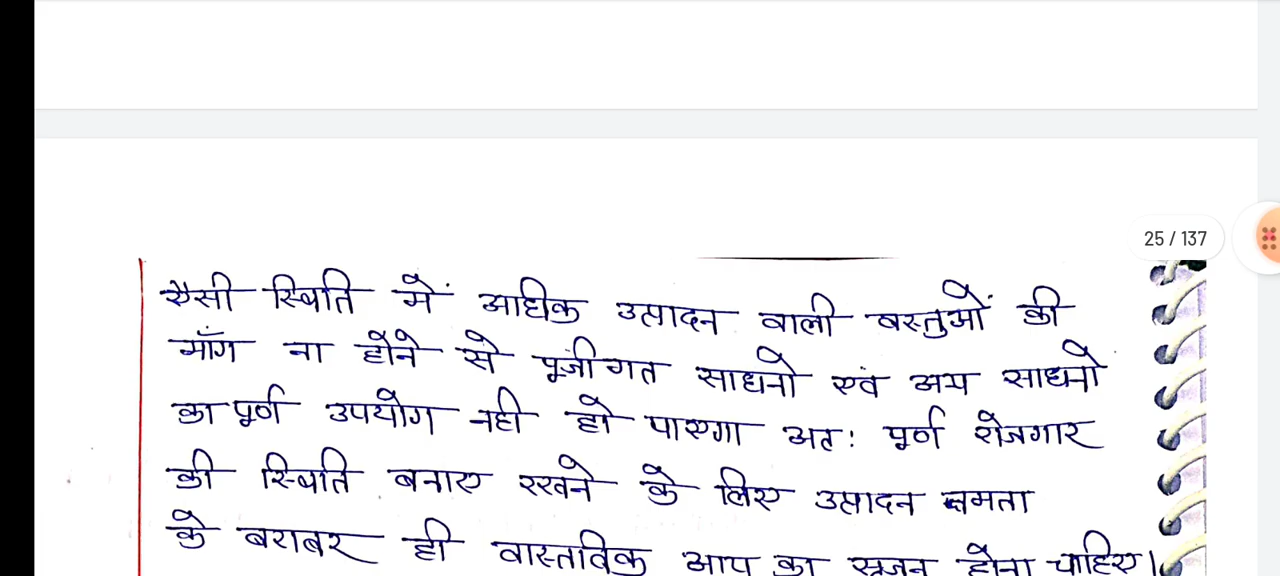 25 / 137
ऐसी स्थिति में अधिक उत्पादन वाली वस्तुओं की
माँग ना होने से पूंजीगत साधनो एवं अन्य साधनो
का पूर्ण उपयोग नही हो पाएगा अतः पूर्ण रोजगार
की स्थिति बनाए रखने के लिए उत्पादन क्षमता
के बराबर ही वास्तविक आय का सृजन होना चाहिए।